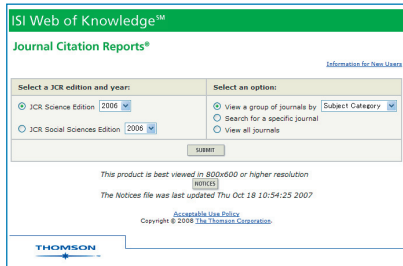 ISI Web of Knowledge℠
Journal Citation Reports®
Information for New Users
Select a JCR edition and year:
Select an option:
JCR Science Edition 2006
JCR Social Sciences Edition 2006
View a group of journals by Subject Category
Search for a specific journal
View all journals
SUBMIT
This product is best viewed in 800x600 or higher resolution
NOTICES
The Notices file was last updated Thu Oct 18 10:54:25 2007
Acceptable Use Policy
Copyright © 2008 The Thomson Corporation.
THOMSON